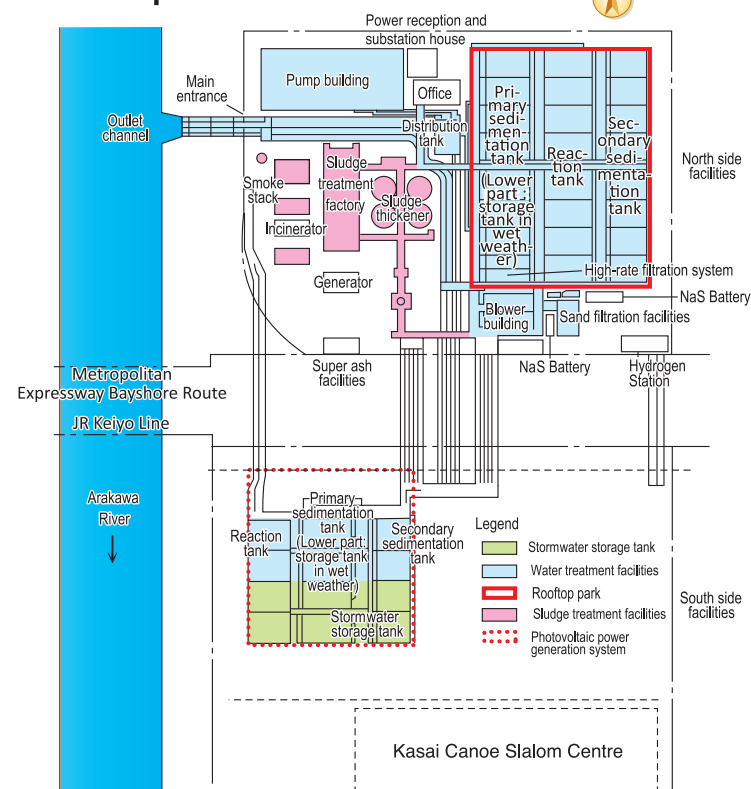 Power reception and
substation house
Main
entrance
Pump building
Office
Outlet
channel
Distribution
tank
Pri-
mary
sedi-
men-
tation
tank
(Lower
part :
storage
tank in
wet
weath-
er)
Reac-
tion
tank
Sec-
ondary
sedi-
menta-
tion
tank
North side
facilities
Smoke
stack
Sludge
treatment
factory
Sludge
thickener
Incinerator
Generator
High-rate filtration system
NaS Battery
Blower
building
Sand filtration facilities
Super ash
facilities
NaS Battery
Hydrogen
Station
Metropolitan
Expressway Bayshore Route
JR Keiyo Line
Arakawa
River
Reaction
tank
Primary
sedimentation
tank
(Lower part:
storage tank
in wet
weather)
Secondary
sedimentation
tank
Stormwater
storage tank
Legend
Stormwater storage tank
Water treatment facilities
Rooftop park
Sludge treatment facilities
Photovoltaic power
generation system
South side
facilities
Kasai Canoe Slalom Centre